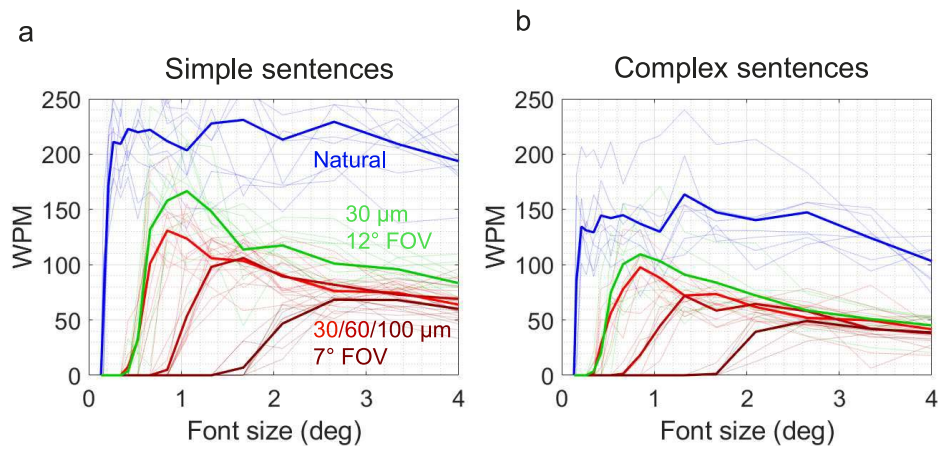 a
Simple sentences
250
200
150
100
50
0
WPM
Natural
30 µm
12° FOV
30/60/100 µm
7° FOV
0 1 2 3 4
Font size (deg)
b
Complex sentences
250
200
150
100
50
0
WPM
0 1 2 3 4
Font size (deg)